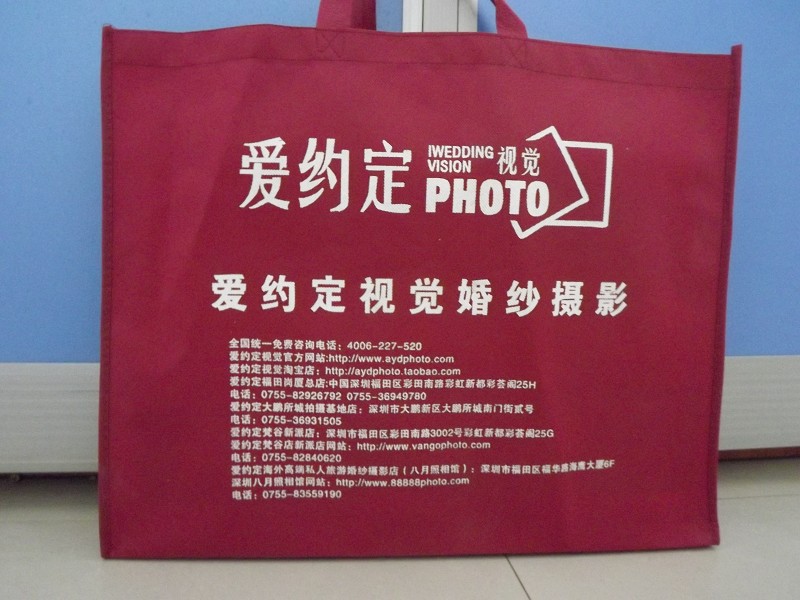 爱约定 IWEDDING VISION 视觉 PHOTO
爱约定视觉婚纱摄影
全国统一免费咨询电话：4006-227-520
爱约定视觉官方网站:http://www.aydphoto.com
爱约定视觉淘宝店：http://aydphoto.taobao.com
爱约定福田岗厦总店:中国深圳福田区彩田南路彩虹新都彩荟阁25H
电话：0755-82926792 0755-36949780
爱约定大鹏所城拍摄基地店：深圳市大鹏新区大鹏所城南门街贰号
电话：0755-36931505
爱约定梵谷新派店：深圳市福田区彩田南路3002号彩虹新都彩荟阁25G
爱约定梵谷店新派店网站：http://www.vangophoto.com
电话：0755-82840620
爱约定海外高端私人旅游婚纱摄影店（八月照相馆）：深圳市福田区福华路海鹰大厦6F
深圳八月照相馆网站：http://www.88888photo.com
电话：0755-83559190